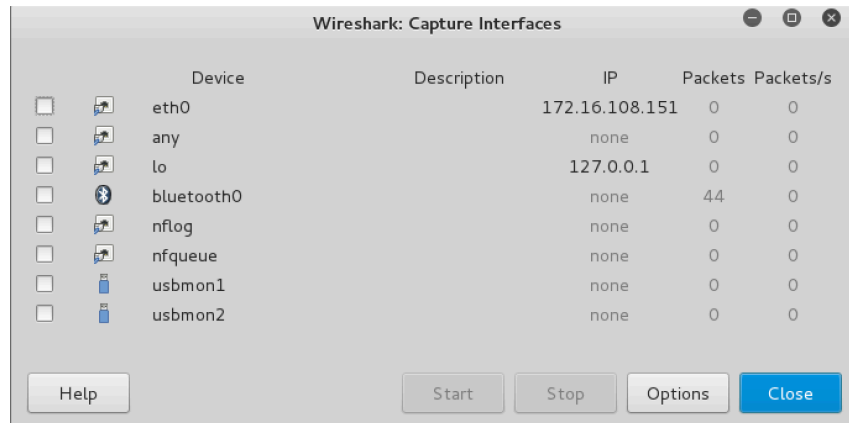 Wireshark: Capture Interfaces
Device Description IP Packets Packets/s
eth0 172.16.108.151 0 0
any none 0 0
lo 127.0.0.1 0 0
bluetooth0 none 44 0
nflog none 0 0
nfqueue none 0 0
usbmon1 none 0 0
usbmon2 none 0 0
Help Start Stop Options Close